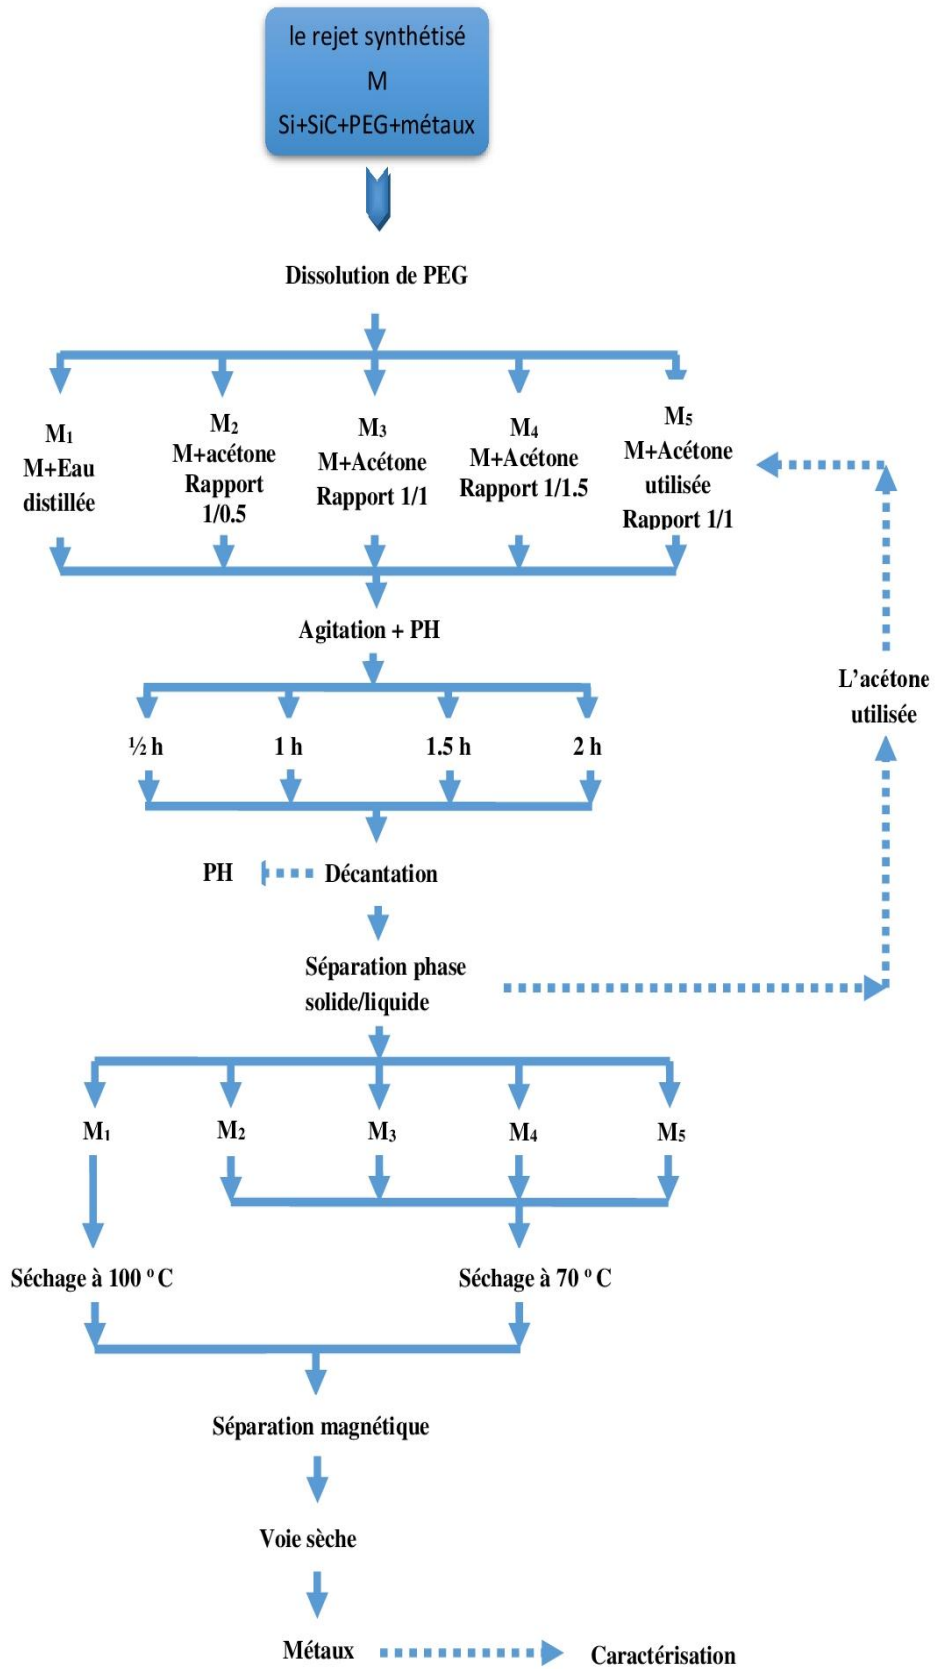 le rejet synthétisé
M
Si+SiC+PEG+métaux
Dissolution de PEG
M₁
M+Eau
distillée
M₂
M+acétone
Rapport
1/0.5
M₃
M+Acétone
Rapport 1/1
M₄
M+Acétone
Rapport 1/1.5
M₅
M+Acétone
utilisée
Rapport 1/1
Agitation + PH
½ h
1 h
1.5 h
2 h
L’acétone
utilisée
PH
Décantation
Séparation phase
solide/liquide
M₁
M₂
M₃
M₄
M₅
Séchage à 100 ° C
Séchage à 70 ° C
Séparation magnétique
Voie sèche
Métaux
Caractérisation